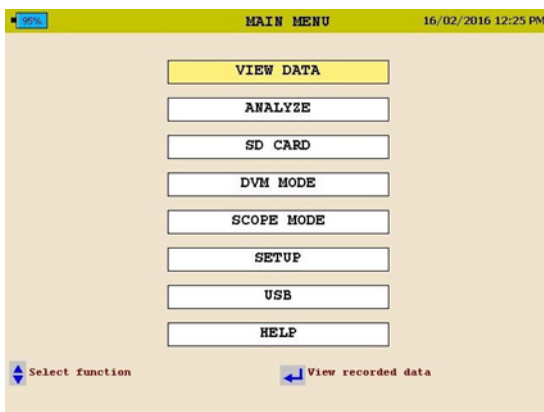 95% MAIN MENU 16/02/2016 12:25 PM
VIEW DATA
ANALYZE
SD CARD
DVM MODE
SCOPE MODE
SETUP
USB
HELP
Select function View recorded data